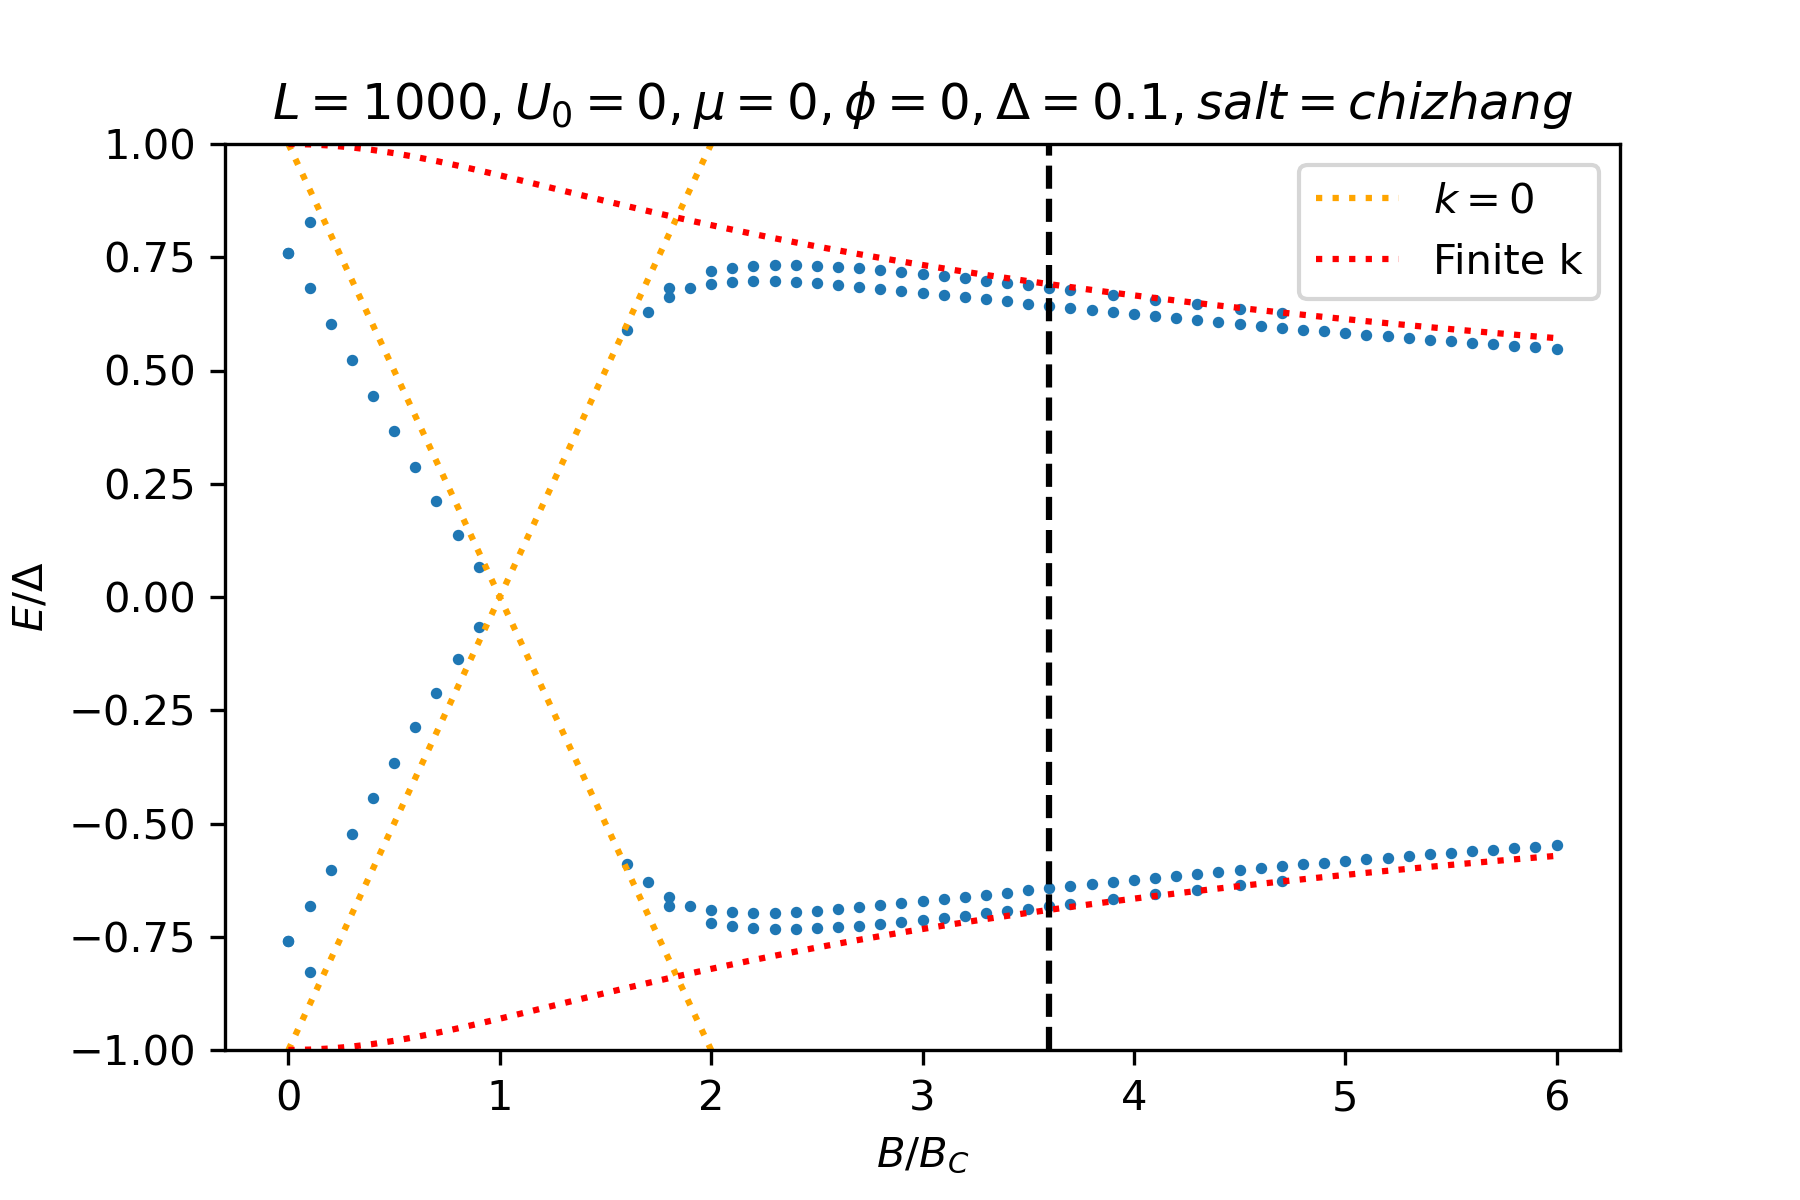 L = 1000, U₀ = 0, μ = 0, ϕ = 0, Δ = 0.1, salt = chizhang
1.00
0.75
0.50
0.25
0.00
−0.25
−0.50
−0.75
−1.00
E/Δ
k = 0
Finite k
0 1 2 3 4 5 6
B/B_C